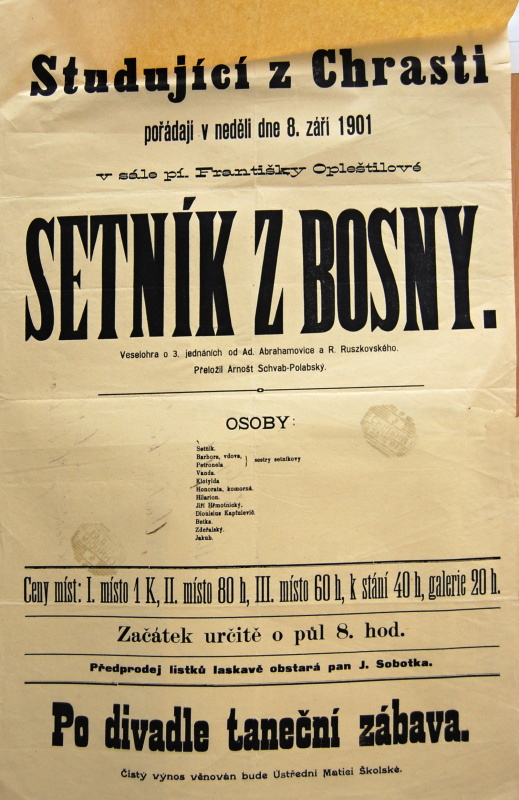 Studující z Chrasti
pořádají v neděli dne 8. září 1901
v sále pí. Františky Opleštilové
SETNÍK Z BOSNY.
Veselohra o 3. jednáních od Ad. Abrahamovice a R. Ruszkovského.
Přeložil Arnošt Schvab-Polabský.
OSOBY:
Setník.
Barbora, vdova,
Petronela } sestry setníkovy
Vanda.
Klotylda
Honorata, komorná.
Hilarion.
Jiří Hřmotnický.
Dionisius Kapřulevič.
Betka.
Zdeřalský.
Jakub.
Ceny míst: I. místo 1 K, II. místo 80 h, III. místo 60 h, k stání 40 h, galerie 20 h.
Začátek určitě o půl 8. hod.
Předprodej lístků laskavě obstará pan J. Sobotka.
Po divadle taneční zábava.
Čistý výnos věnován bude Ústřední Matici Školské.